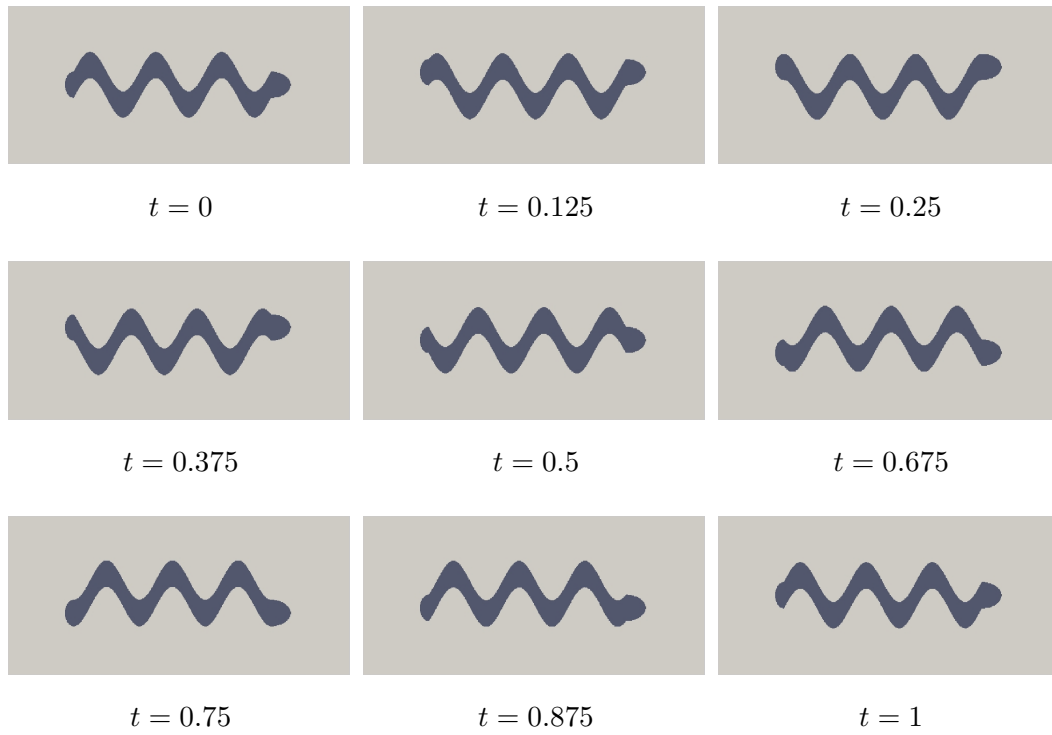 t = 0
t = 0.125
t = 0.25
t = 0.375
t = 0.5
t = 0.675
t = 0.75
t = 0.875
t = 1